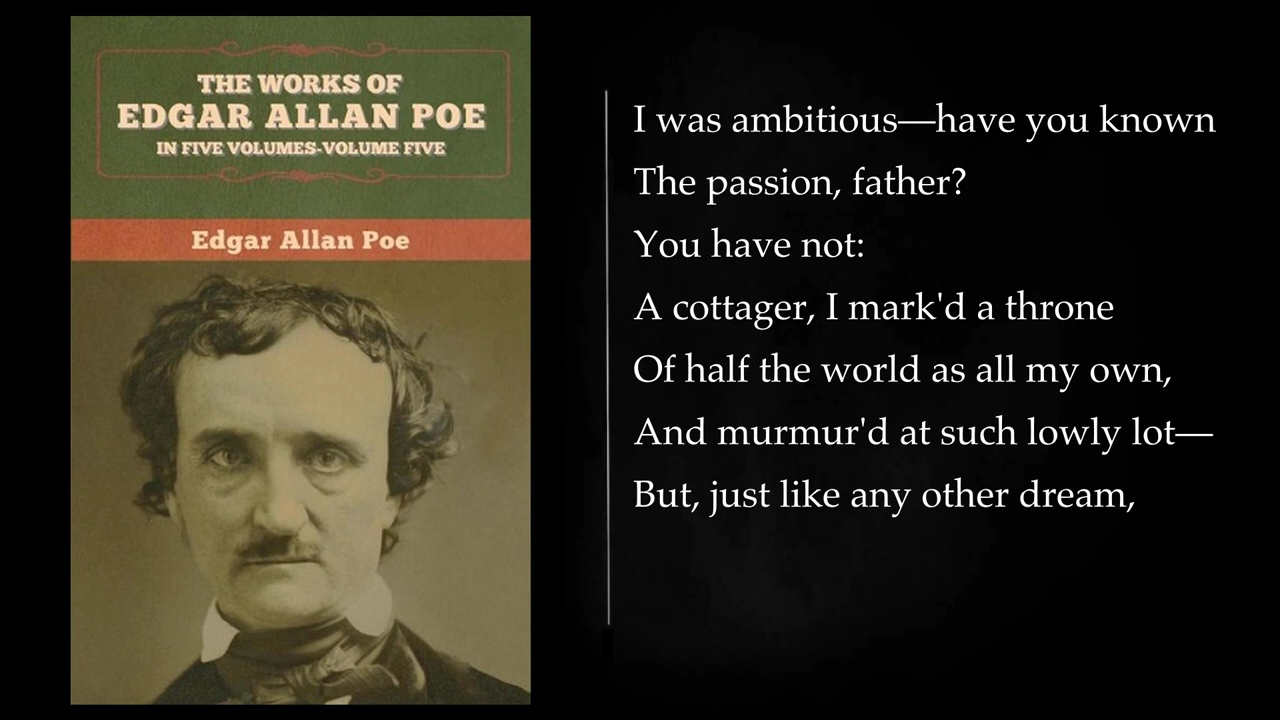 THE WORKS OF
EDGAR ALLAN POE
IN FIVE VOLUMES-VOLUME FIVE
Edgar Allan Poe
I was ambitious—have you known
The passion, father?
You have not:
A cottager, I mark'd a throne
Of half the world as all my own,
And murmur'd at such lowly lot—
But, just like any other dream,